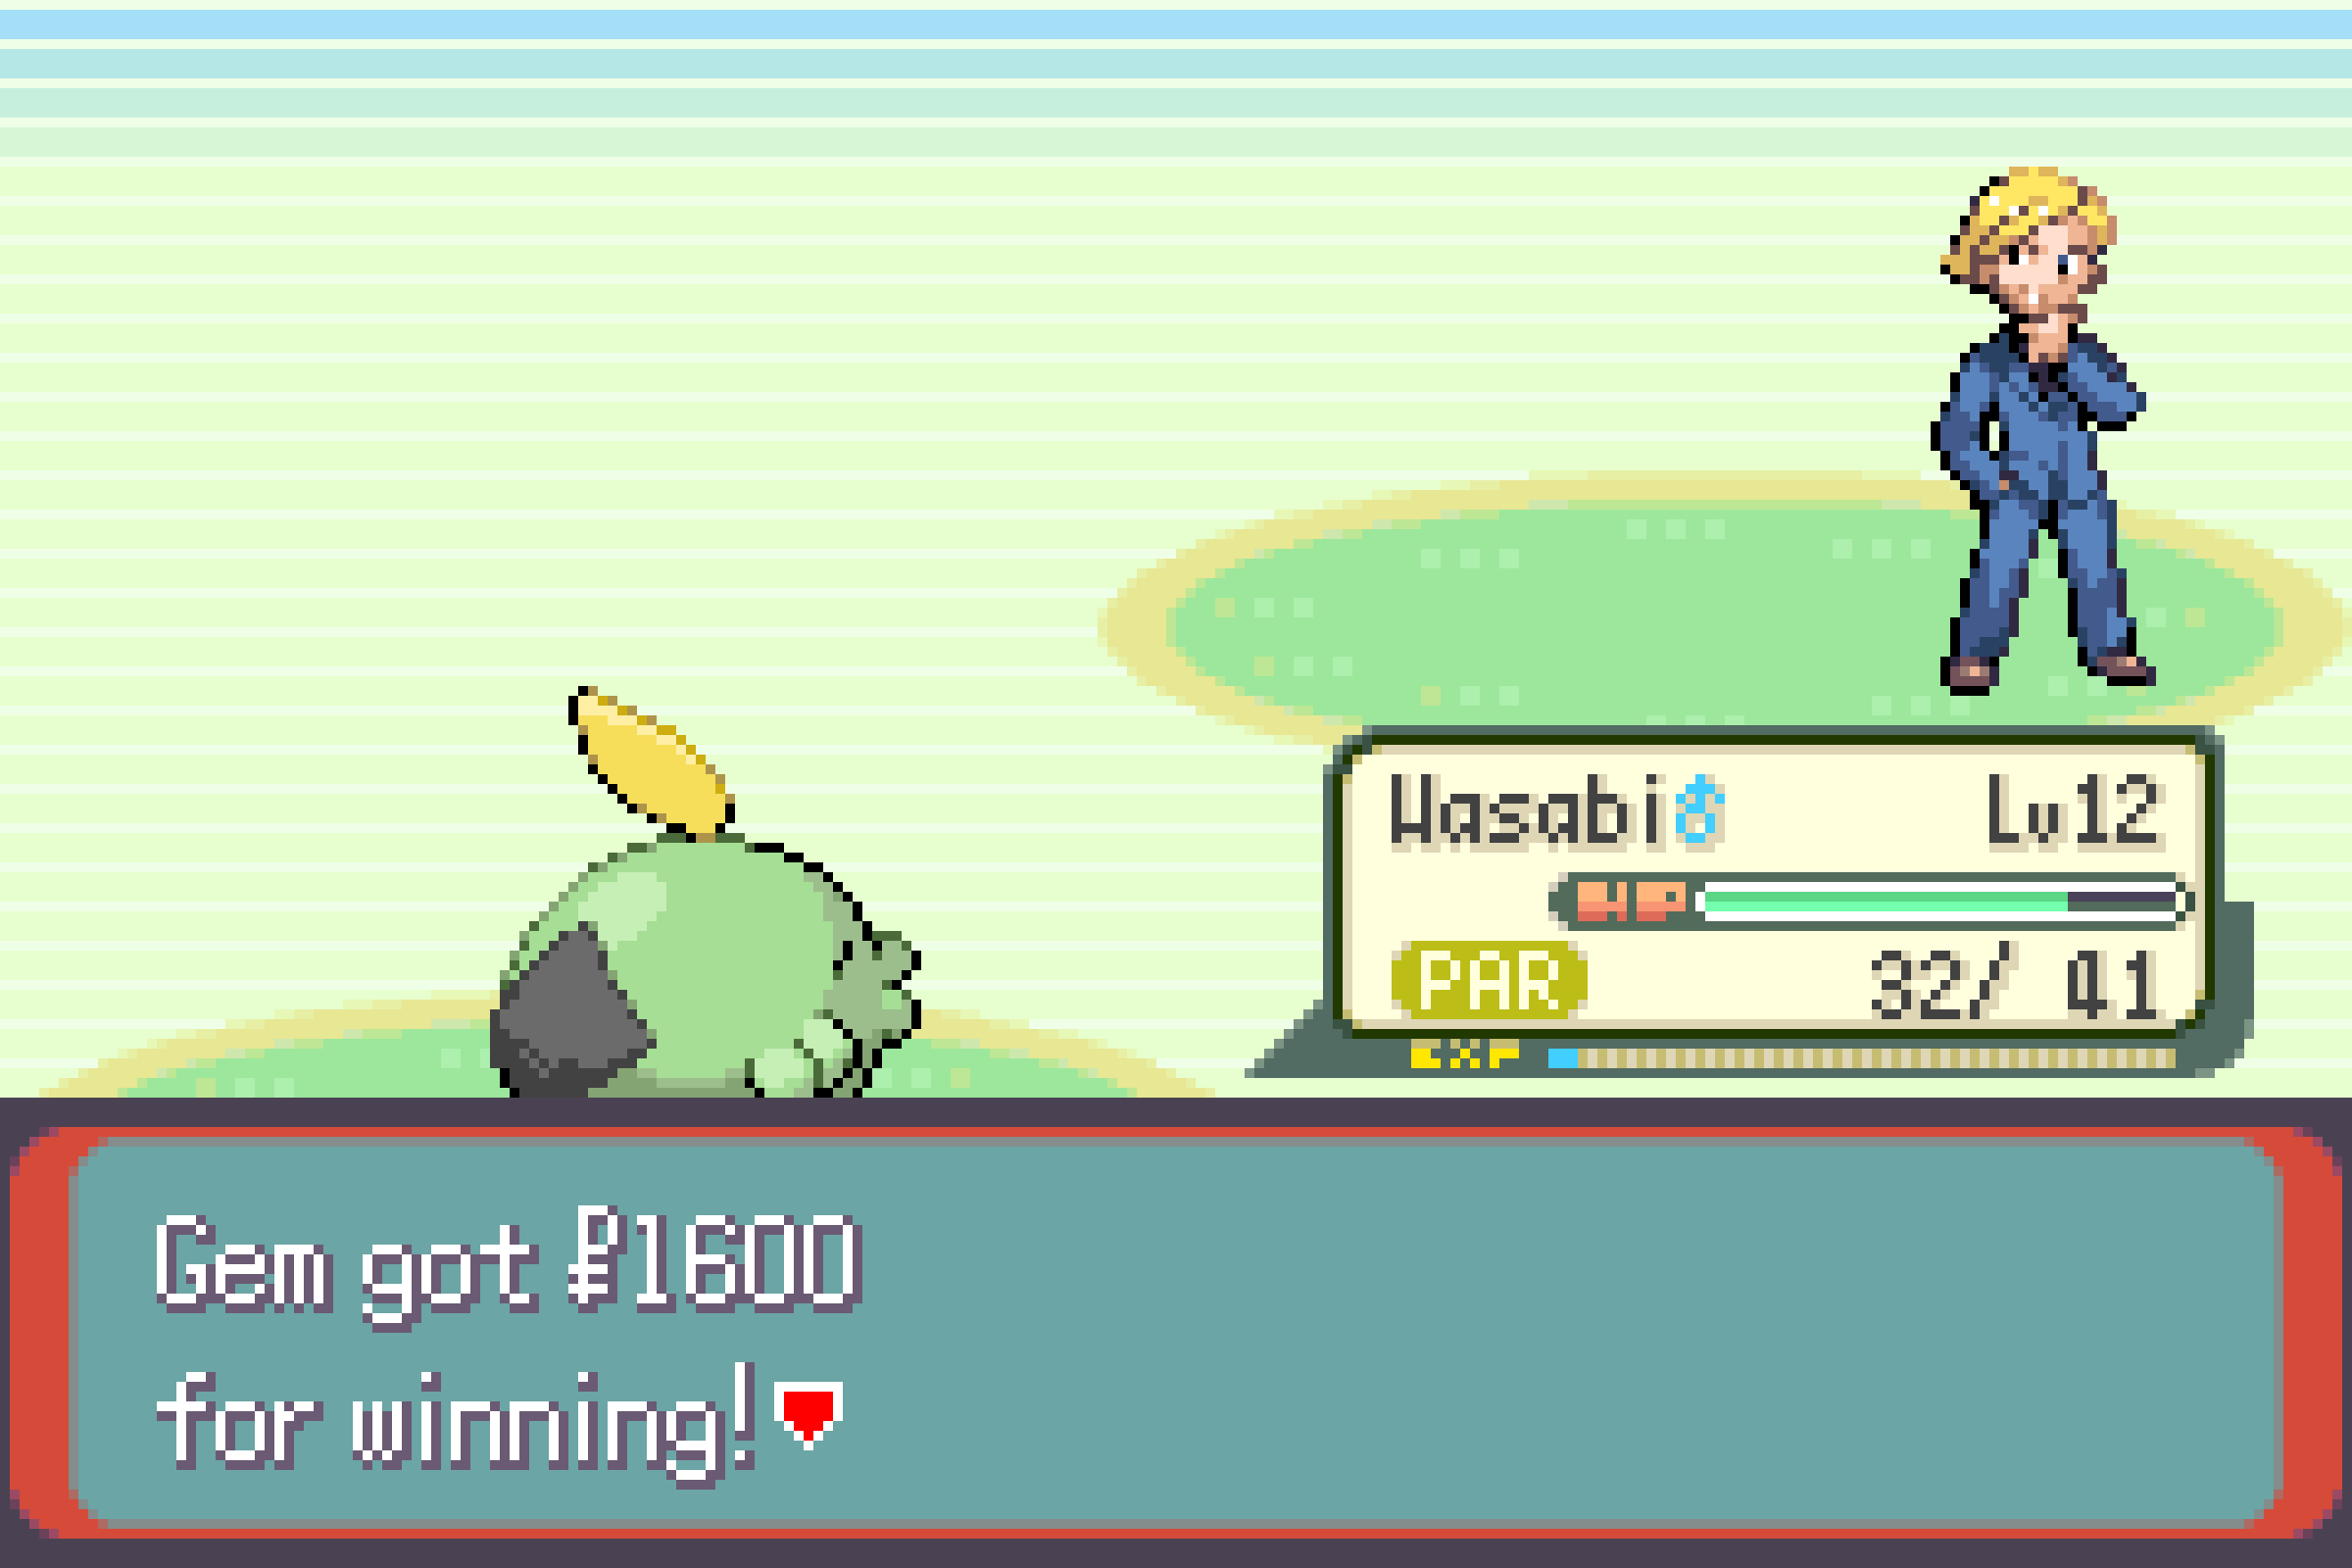 Wasabi♂ Lv12
HP
PAR 32/ 41
EXP
Gem got ₽1600
for winning!